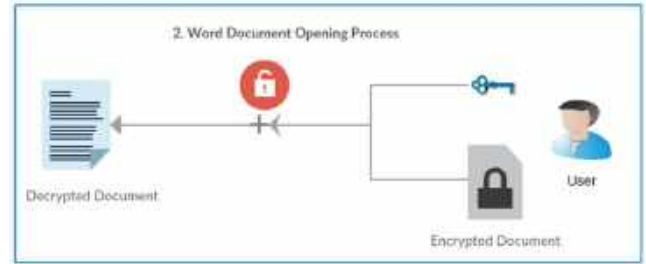 2. Word Document Opening Process
User
Decrypted Document
Encrypted Document